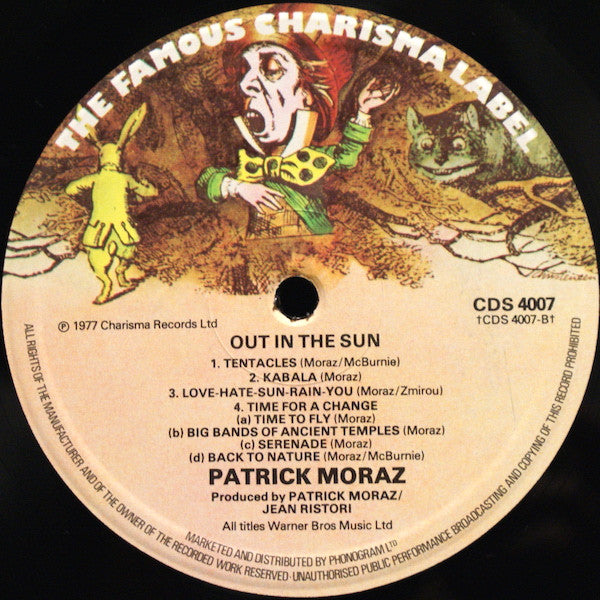 THE FAMOUS CHARISMA LABEL
℗ 1977 Charisma Records Ltd
CDS 4007
†CDS 4007-B†
OUT IN THE SUN
1. TENTACLES (Moraz/McBurnie)
2. KABALA (Moraz)
3. LOVE-HATE-SUN-RAIN-YOU (Moraz/Zmirou)
4. TIME FOR A CHANGE
(a) TIME TO FLY (Moraz)
(b) BIG BANDS OF ANCIENT TEMPLES (Moraz)
(c) SERENADE (Moraz)
(d) BACK TO NATURE (Moraz/McBurnie)
PATRICK MORAZ
Produced by PATRICK MORAZ/
JEAN RISTORI
All titles Warner Bros Music Ltd
MARKETED AND DISTRIBUTED BY PHONOGRAM LTD
ALL RIGHTS OF THE MANUFACTURER AND OF THE OWNER OF THE RECORDED WORK RESERVED · UNAUTHORISED PUBLIC PERFORMANCE BROADCASTING AND COPYING OF THIS RECORD PROHIBITED